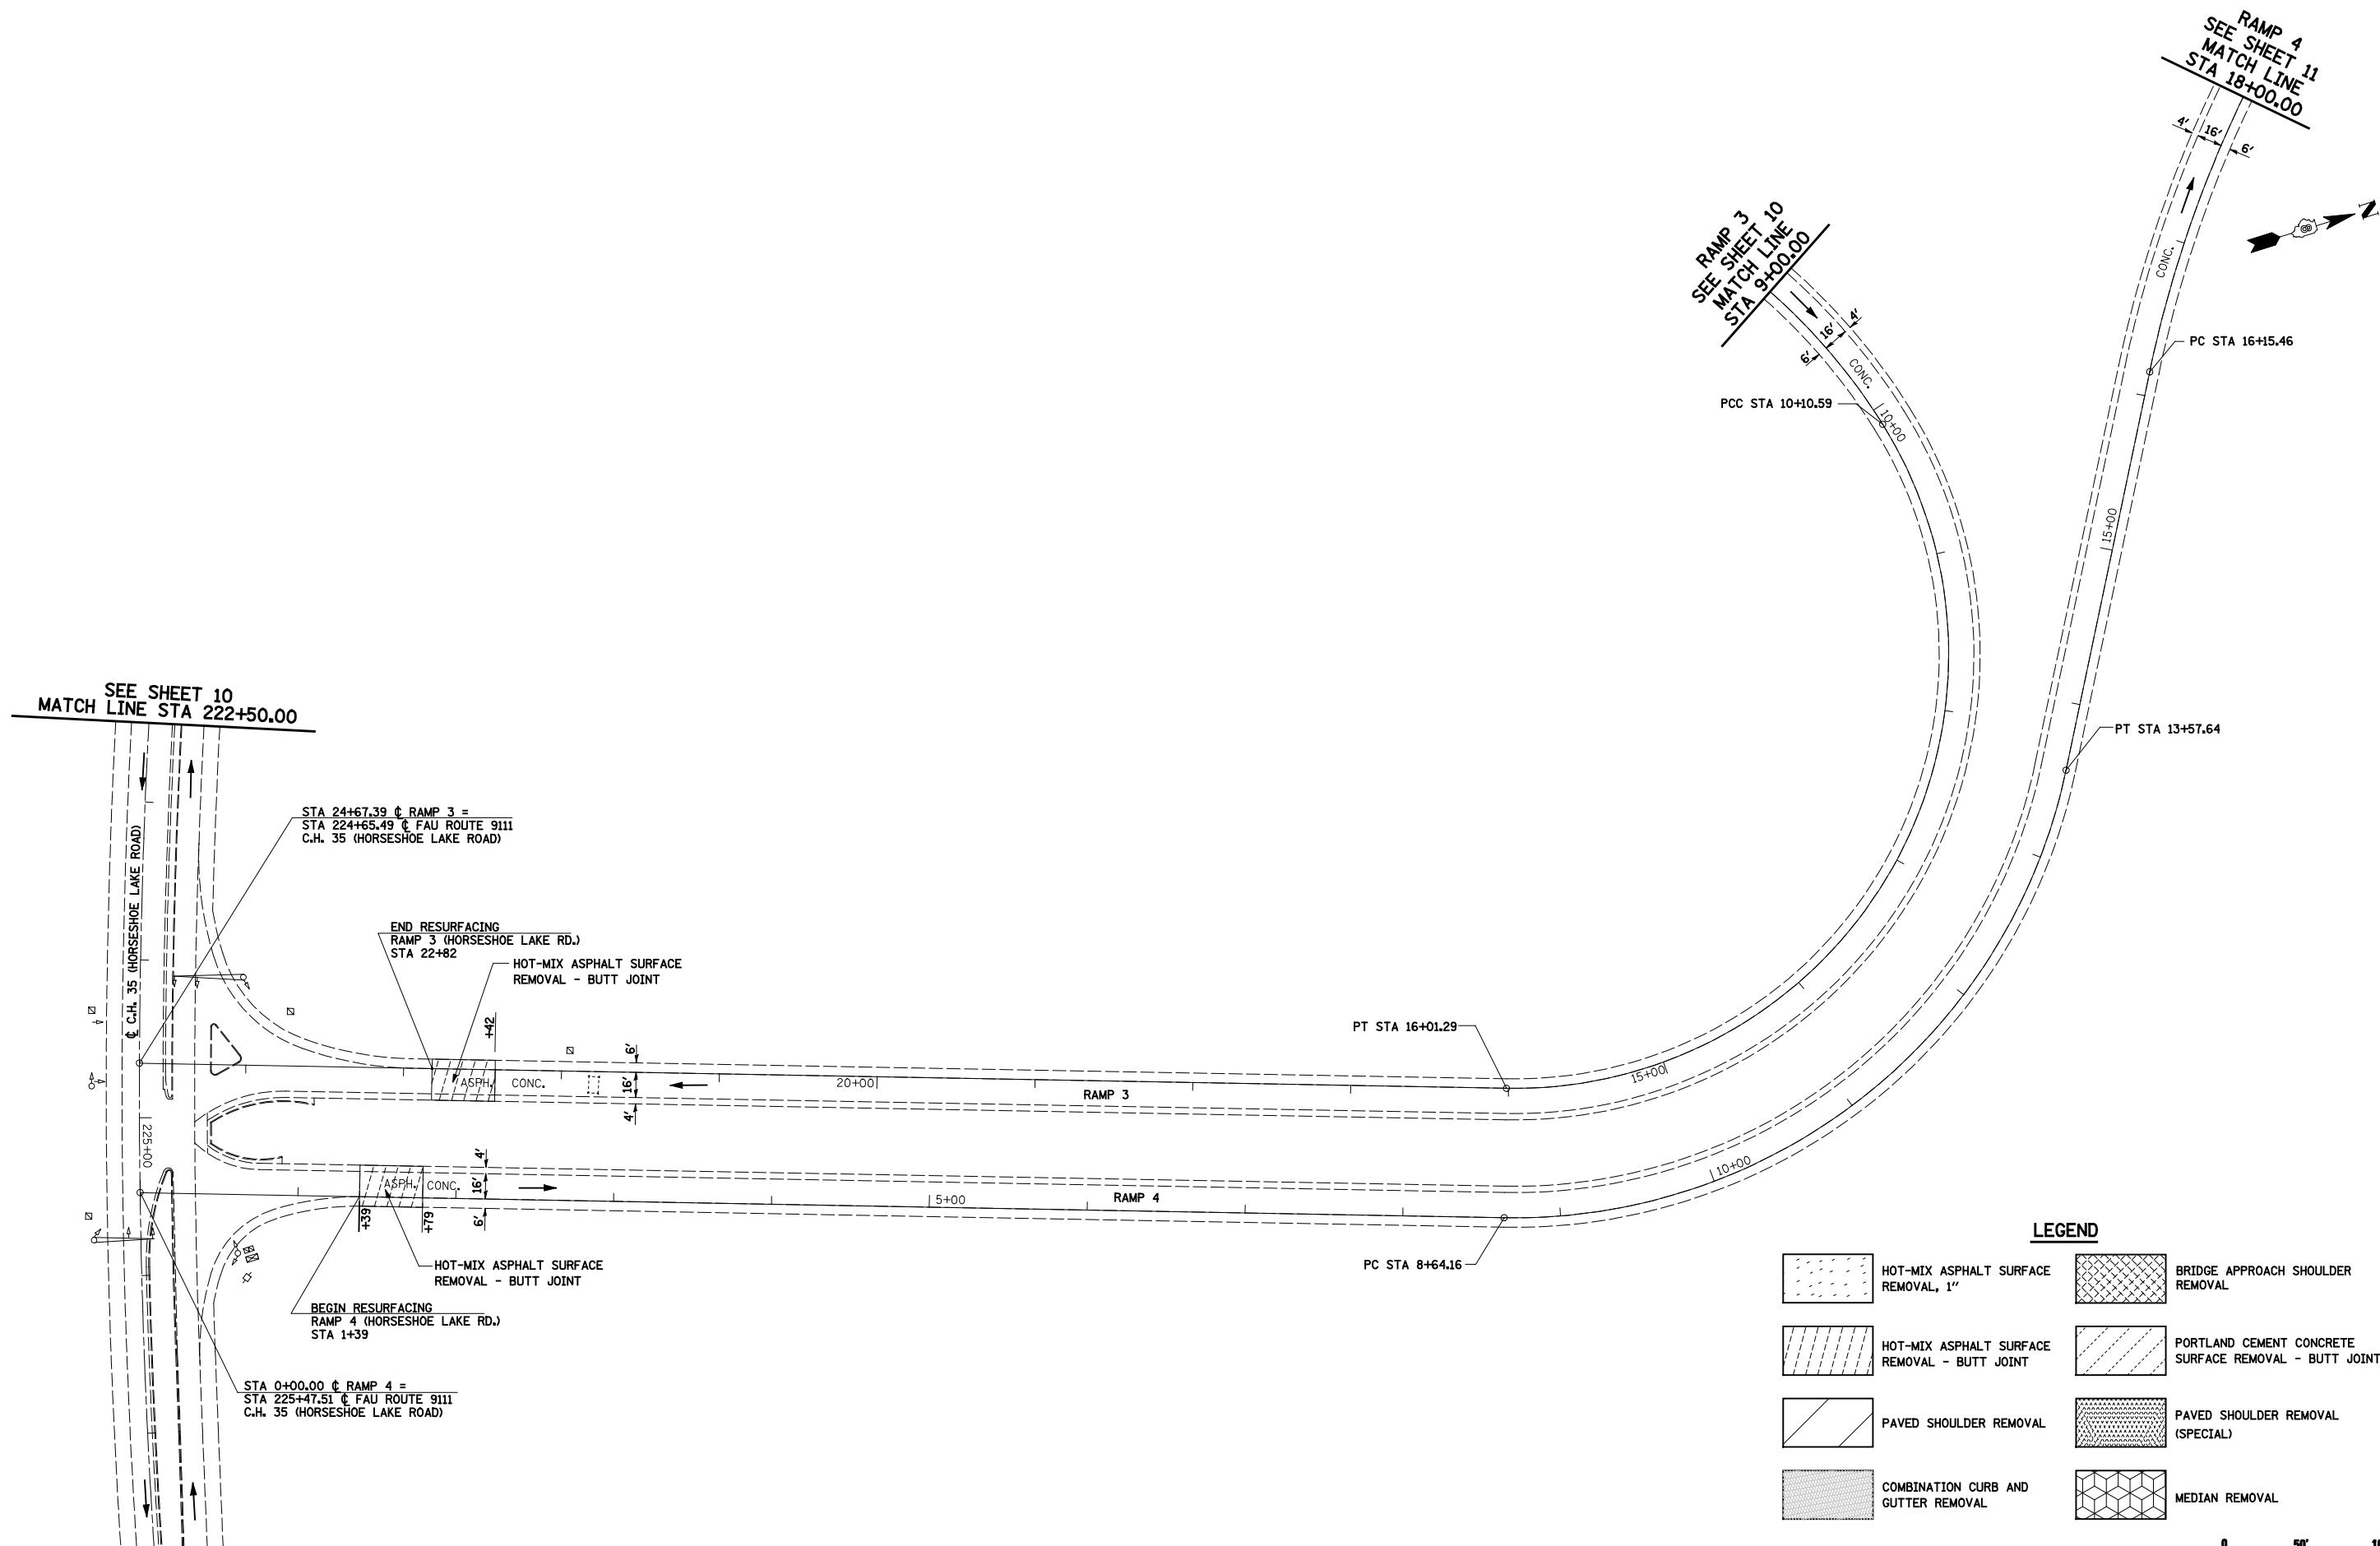 RAMP 4
SEE SHEET 11
MATCH LINE
STA 18+00.00
4'
16'
6'
N
CONC.
RAMP 3
SEE SHEET 10
MATCH LINE
STA 9+00.00
4'
16'
6'
CONC.
PC STA 16+15.46
PCC STA 10+10.59
10+00
15+00
PT STA 13+57.64
SEE SHEET 10
MATCH LINE STA 222+50.00
STA 24+67.39 ℄ RAMP 3 =
STA 224+65.49 ℄ FAU ROUTE 9111
C.H. 35 (HORSESHOE LAKE ROAD)
℄ C.H. 35 (HORSESHOE LAKE ROAD)
END RESURFACING
RAMP 3 (HORSESHOE LAKE RD.)
STA 22+82
HOT-MIX ASPHALT SURFACE
REMOVAL - BUTT JOINT
+42
6'
16'
4'
ASPH.
CONC.
20+00
RAMP 3
PT STA 16+01.29
15+00
225+00
4'
16'
6'
ASPH.
CONC.
5+00
RAMP 4
10+00
+39
+79
PC STA 8+64.16
HOT-MIX ASPHALT SURFACE
REMOVAL - BUTT JOINT
BEGIN RESURFACING
RAMP 4 (HORSESHOE LAKE RD.)
STA 1+39
STA 0+00.00 ℄ RAMP 4 =
STA 225+47.51 ℄ FAU ROUTE 9111
C.H. 35 (HORSESHOE LAKE ROAD)
LEGEND
HOT-MIX ASPHALT SURFACE
REMOVAL, 1"
BRIDGE APPROACH SHOULDER
REMOVAL
HOT-MIX ASPHALT SURFACE
REMOVAL - BUTT JOINT
PORTLAND CEMENT CONCRETE
SURFACE REMOVAL - BUTT JOINT
PAVED SHOULDER REMOVAL
PAVED SHOULDER REMOVAL
(SPECIAL)
COMBINATION CURB AND
GUTTER REMOVAL
MEDIAN REMOVAL
0 50'